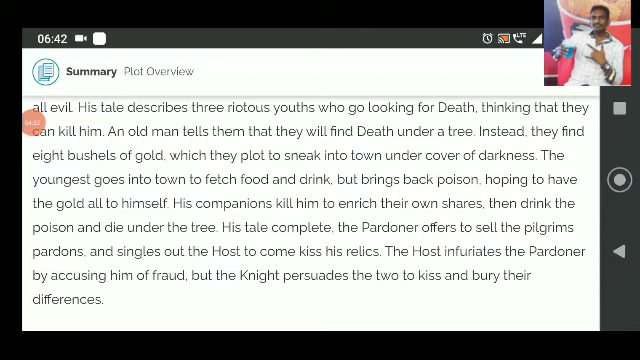 06:42
LTE
Summary Plot Overview
all evil. His tale describes three riotous youths who go looking for Death, thinking that they
04:52
can kill him. An old man tells them that they will find Death under a tree. Instead, they find
eight bushels of gold, which they plot to sneak into town under cover of darkness. The
youngest goes into town to fetch food and drink, but brings back poison, hoping to have
the gold all to himself. His companions kill him to enrich their own shares, then drink the
poison and die under the tree. His tale complete, the Pardoner offers to sell the pilgrims
pardons, and singles out the Host to come kiss his relics. The Host infuriates the Pardoner
by accusing him of fraud, but the Knight persuades the two to kiss and bury their
differences.